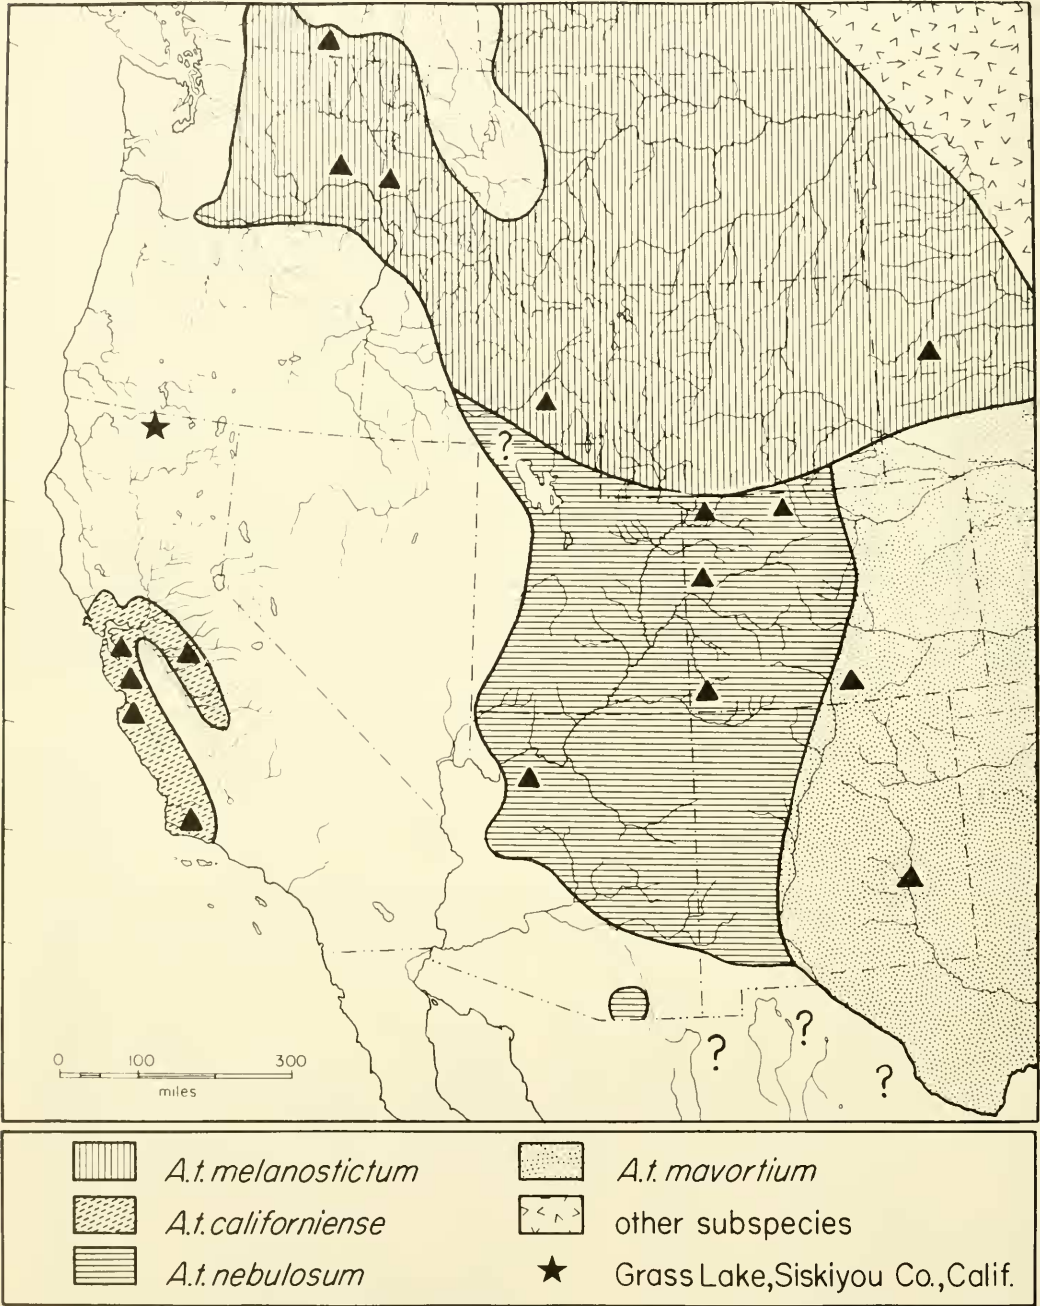 ?
?
?
?
0 100 300
miles
A.t. melanostictum
A.t. mavortium
A.t. californiense
other subspecies
A.t. nebulosum
Grass Lake, Siskiyou Co., Calif.